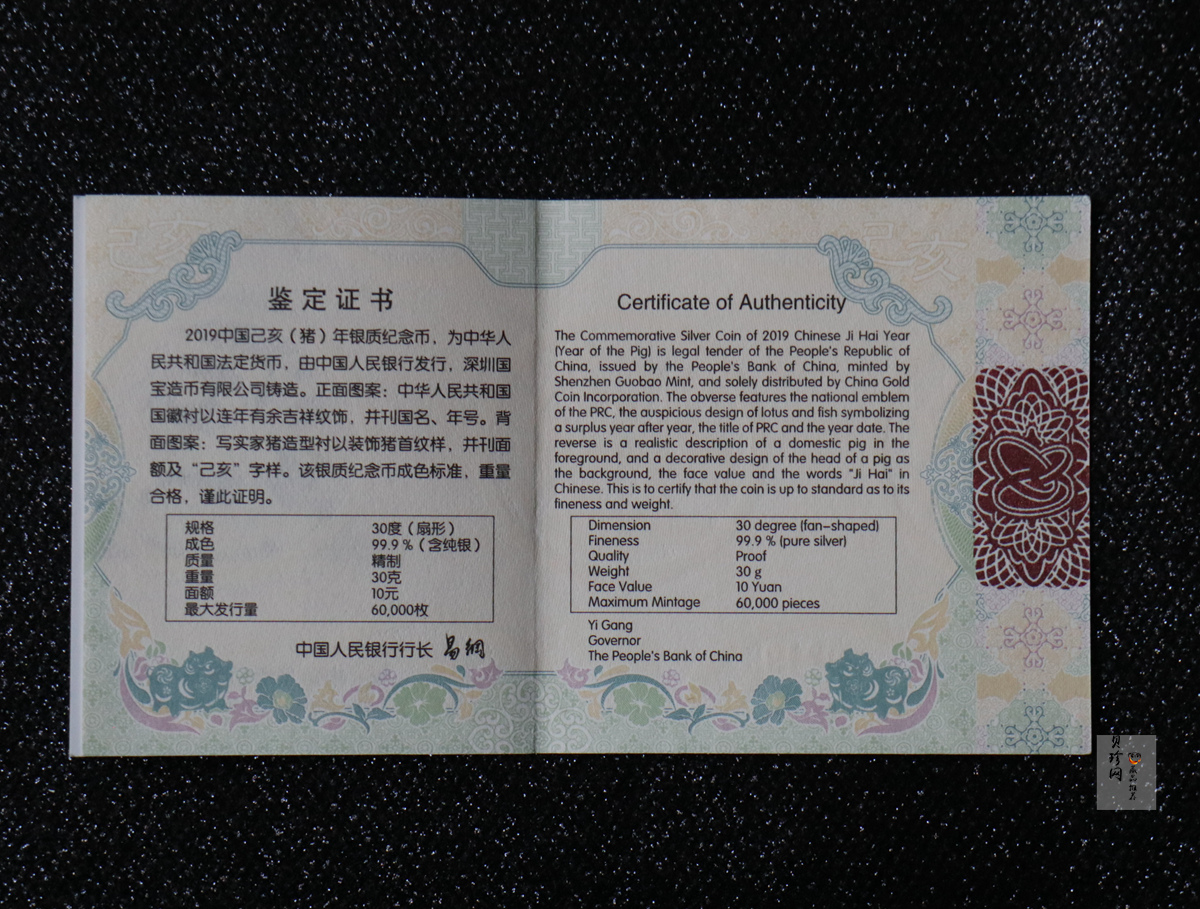 鉴定证书
2019中国己亥（猪）年银质纪念币，为中华人
民共和国法定货币，由中国人民银行发行，深圳国
宝造币有限公司铸造。正面图案：中华人民共和国
国徽衬以连年有余吉祥纹饰，并刊国名、年号。背
面图案：写实家猪造型衬以装饰猪首纹样，并刊面
额及“己亥”字样。该银质纪念币成色标准，重量
合格，谨此证明。
规格 30度（扇形）
成色 99.9％（含纯银）
质量 精制
重量 30克
面额 10元
最大发行量 60,000枚
中国人民银行行长 易纲
Certificate of Authenticity
The Commemorative Silver Coin of 2019 Chinese Ji Hai Year
(Year of the Pig) is legal tender of the People's Republic of
China, issued by the People's Bank of China, minted by
Shenzhen Guobao Mint, and solely distributed by China Gold
Coin Incorporation. The obverse features the national emblem
of the PRC, the auspicious design of lotus and fish symbolizing
a surplus year after year, the title of PRC and the year date. The
reverse is a realistic description of a domestic pig in the
foreground, and a decorative design of the head of a pig as
the background, the face value and the words "Ji Hai" in
Chinese. This is to certify that the coin is up to standard as to its
fineness and weight.
Dimension 30 degree (fan-shaped)
Fineness 99.9 % (pure silver)
Quality Proof
Weight 30 g
Face Value 10 Yuan
Maximum Mintage 60,000 pieces
Yi Gang
Governor
The People's Bank of China
己亥
己亥
贝珍网